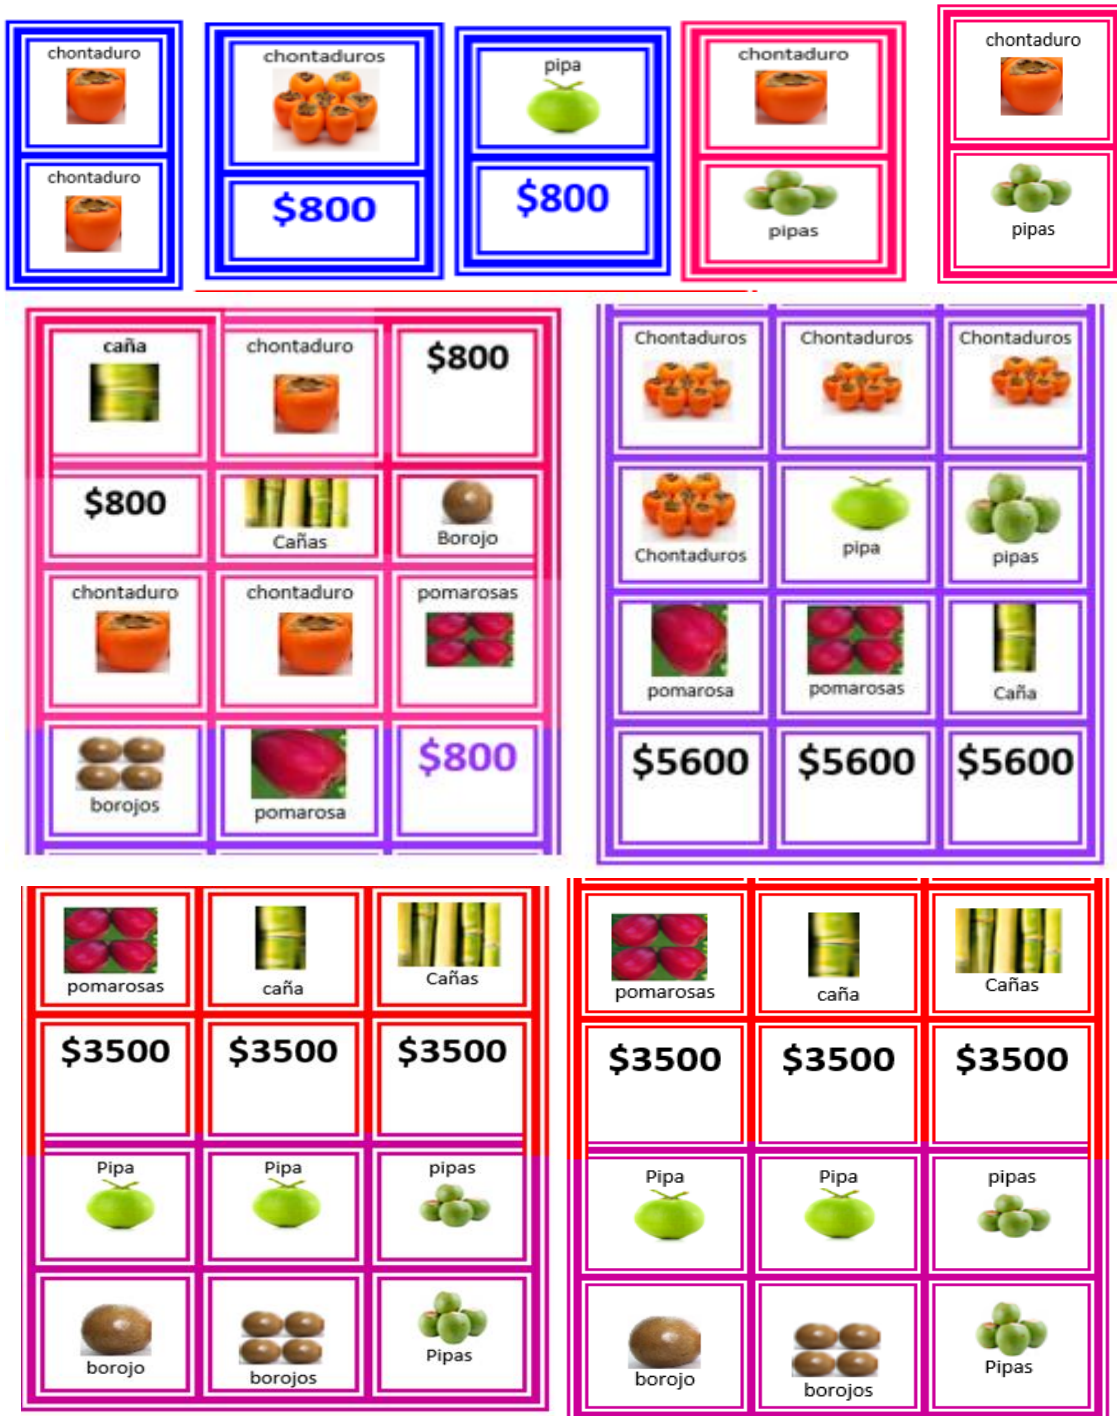 chontaduro
chontaduro
chontaduros
$800
pipa
$800
chontaduro
pipas
chontaduro
pipas
caña
chontaduro
$800
$800
Cañas
Borojo
chontaduro
chontaduro
pomarosas
borojos
pomarosa
$800
Chontaduros
Chontaduros
Chontaduros
Chontaduros
pipa
pipas
pomarosa
pomarosas
Caña
$5600
$5600
$5600
pomarosas
caña
Cañas
$3500
$3500
$3500
Pipa
Pipa
pipas
borojo
borojos
Pipas
pomarosas
caña
Cañas
$3500
$3500
$3500
Pipa
Pipa
pipas
borojo
borojos
Pipas